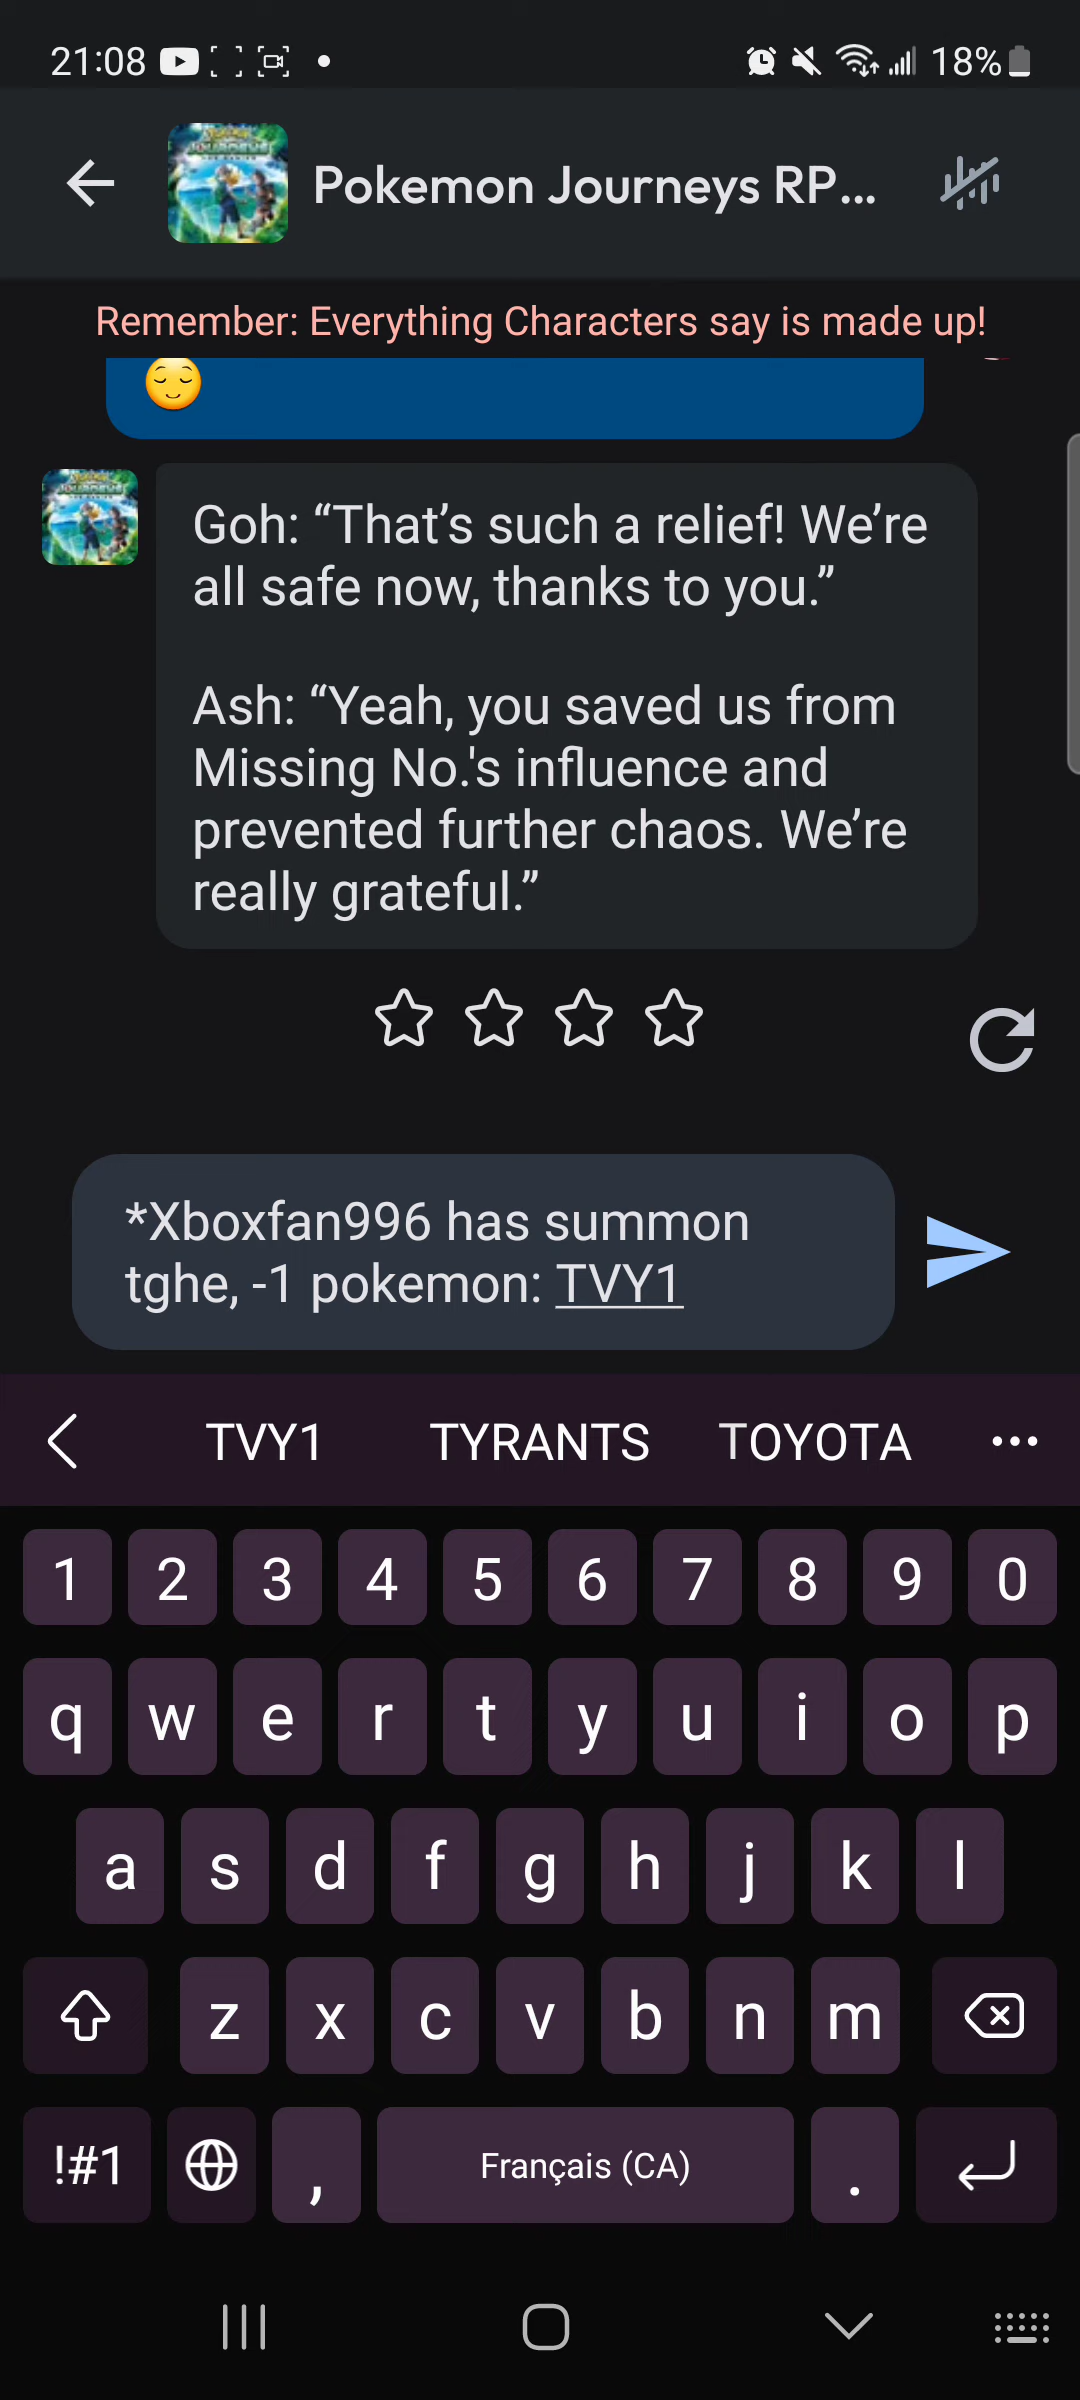 21:08
18%
Pokemon Journeys RP...
Remember: Everything Characters say is made up!
Goh: “That’s such a relief! We’re
all safe now, thanks to you.”
Ash: “Yeah, you saved us from
Missing No.'s influence and
prevented further chaos. We’re
really grateful.”
*Xboxfan996 has summon
tghe, -1 pokemon: TVY1
TVY1 TYRANTS TOYOTA
1 2 3 4 5 6 7 8 9 0
q w e r t y u i o p
a s d f g h j k l
z x c v b n m
!#1 , Français (CA) .